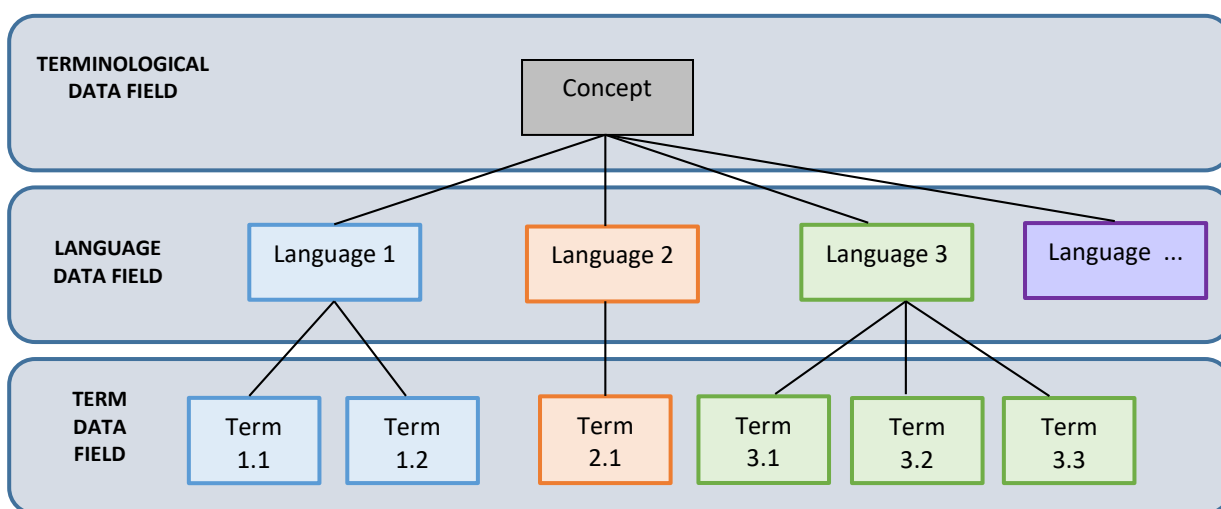 TERMINOLOGICAL
DATA FIELD
Concept
LANGUAGE
DATA FIELD
Language 1
Language 2
Language 3
Language ...
TERM
DATA
FIELD
Term
1.1
Term
1.2
Term
2.1
Term
3.1
Term
3.2
Term
3.3